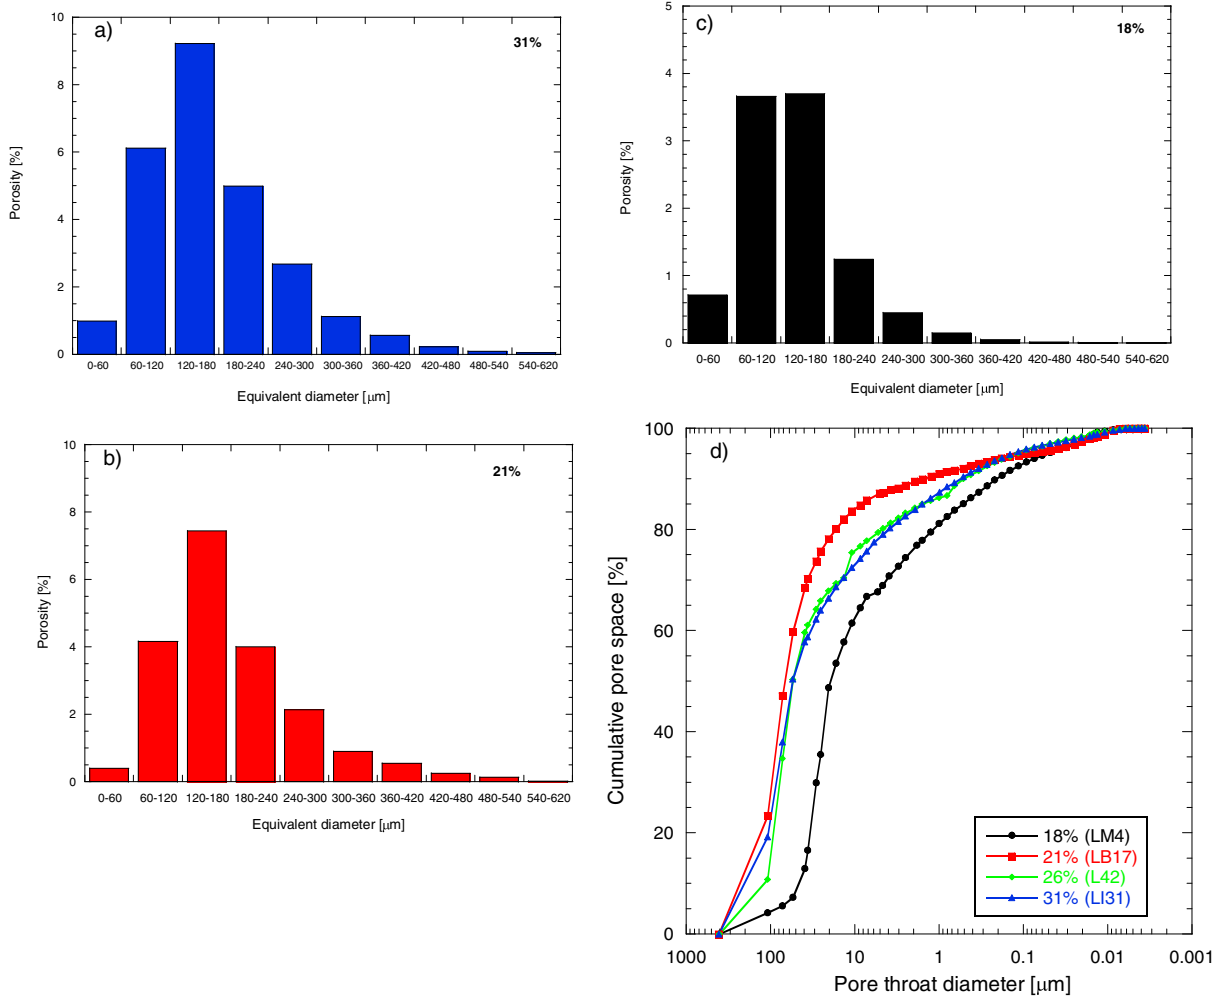 a)
31%
10
8
6
4
2
0
Porosity [%]
0-60 60-120 120-180 180-240 240-300 300-360 360-420 420-480 480-540 540-620
Equivalent diameter [μm]
c)
18%
5
4
3
2
1
0
Porosity [%]
0-60 60-120 120-180 180-240 240-300 300-360 360-420 420-480 480-540 540-620
Equivalent diameter [μm]
b)
21%
10
8
6
4
2
0
Porosity [%]
0-60 60-120 120-180 180-240 240-300 300-360 360-420 420-480 480-540 540-620
Equivalent diameter [μm]
d)
100
80
60
40
20
0
Cumulative pore space [%]
18% (LM4)
21% (LB17)
26% (L42)
31% (LI31)
1000 100 10 1 0.1 0.01 0.001
Pore throat diameter [μm]